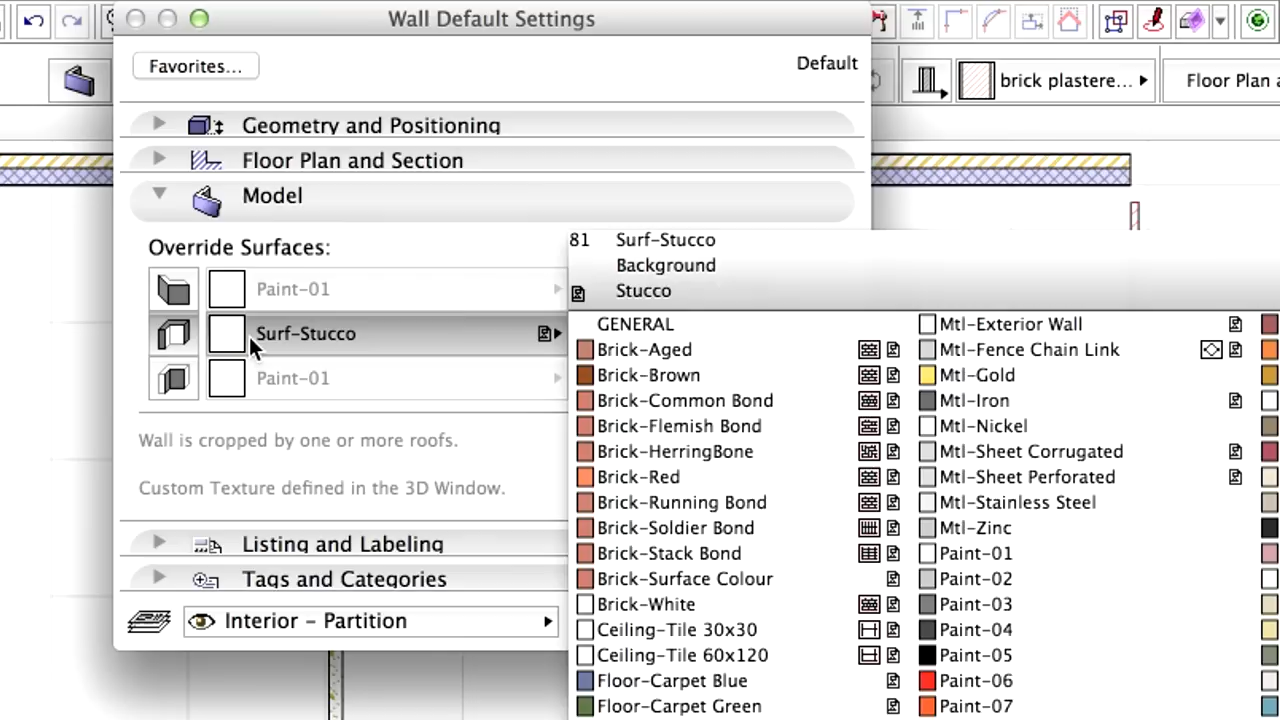 Wall Default Settings
Favorites...
Default
brick plastere...
Floor Plan a
Geometry and Positioning
Floor Plan and Section
Model
Override Surfaces:
Paint-01
Surf-Stucco
Paint-01
Wall is cropped by one or more roofs.
Custom Texture defined in the 3D Window.
Listing and Labeling
Tags and Categories
Interior - Partition
81 Surf-Stucco
Background
Stucco
GENERAL
Brick-Aged
Brick-Brown
Brick-Common Bond
Brick-Flemish Bond
Brick-HerringBone
Brick-Red
Brick-Running Bond
Brick-Soldier Bond
Brick-Stack Bond
Brick-Surface Colour
Brick-White
Ceiling-Tile 30x30
Ceiling-Tile 60x120
Floor-Carpet Blue
Floor-Carpet Green
Mtl-Exterior Wall
Mtl-Fence Chain Link
Mtl-Gold
Mtl-Iron
Mtl-Nickel
Mtl-Sheet Corrugated
Mtl-Sheet Perforated
Mtl-Stainless Steel
Mtl-Zinc
Paint-01
Paint-02
Paint-03
Paint-04
Paint-05
Paint-06
Paint-07